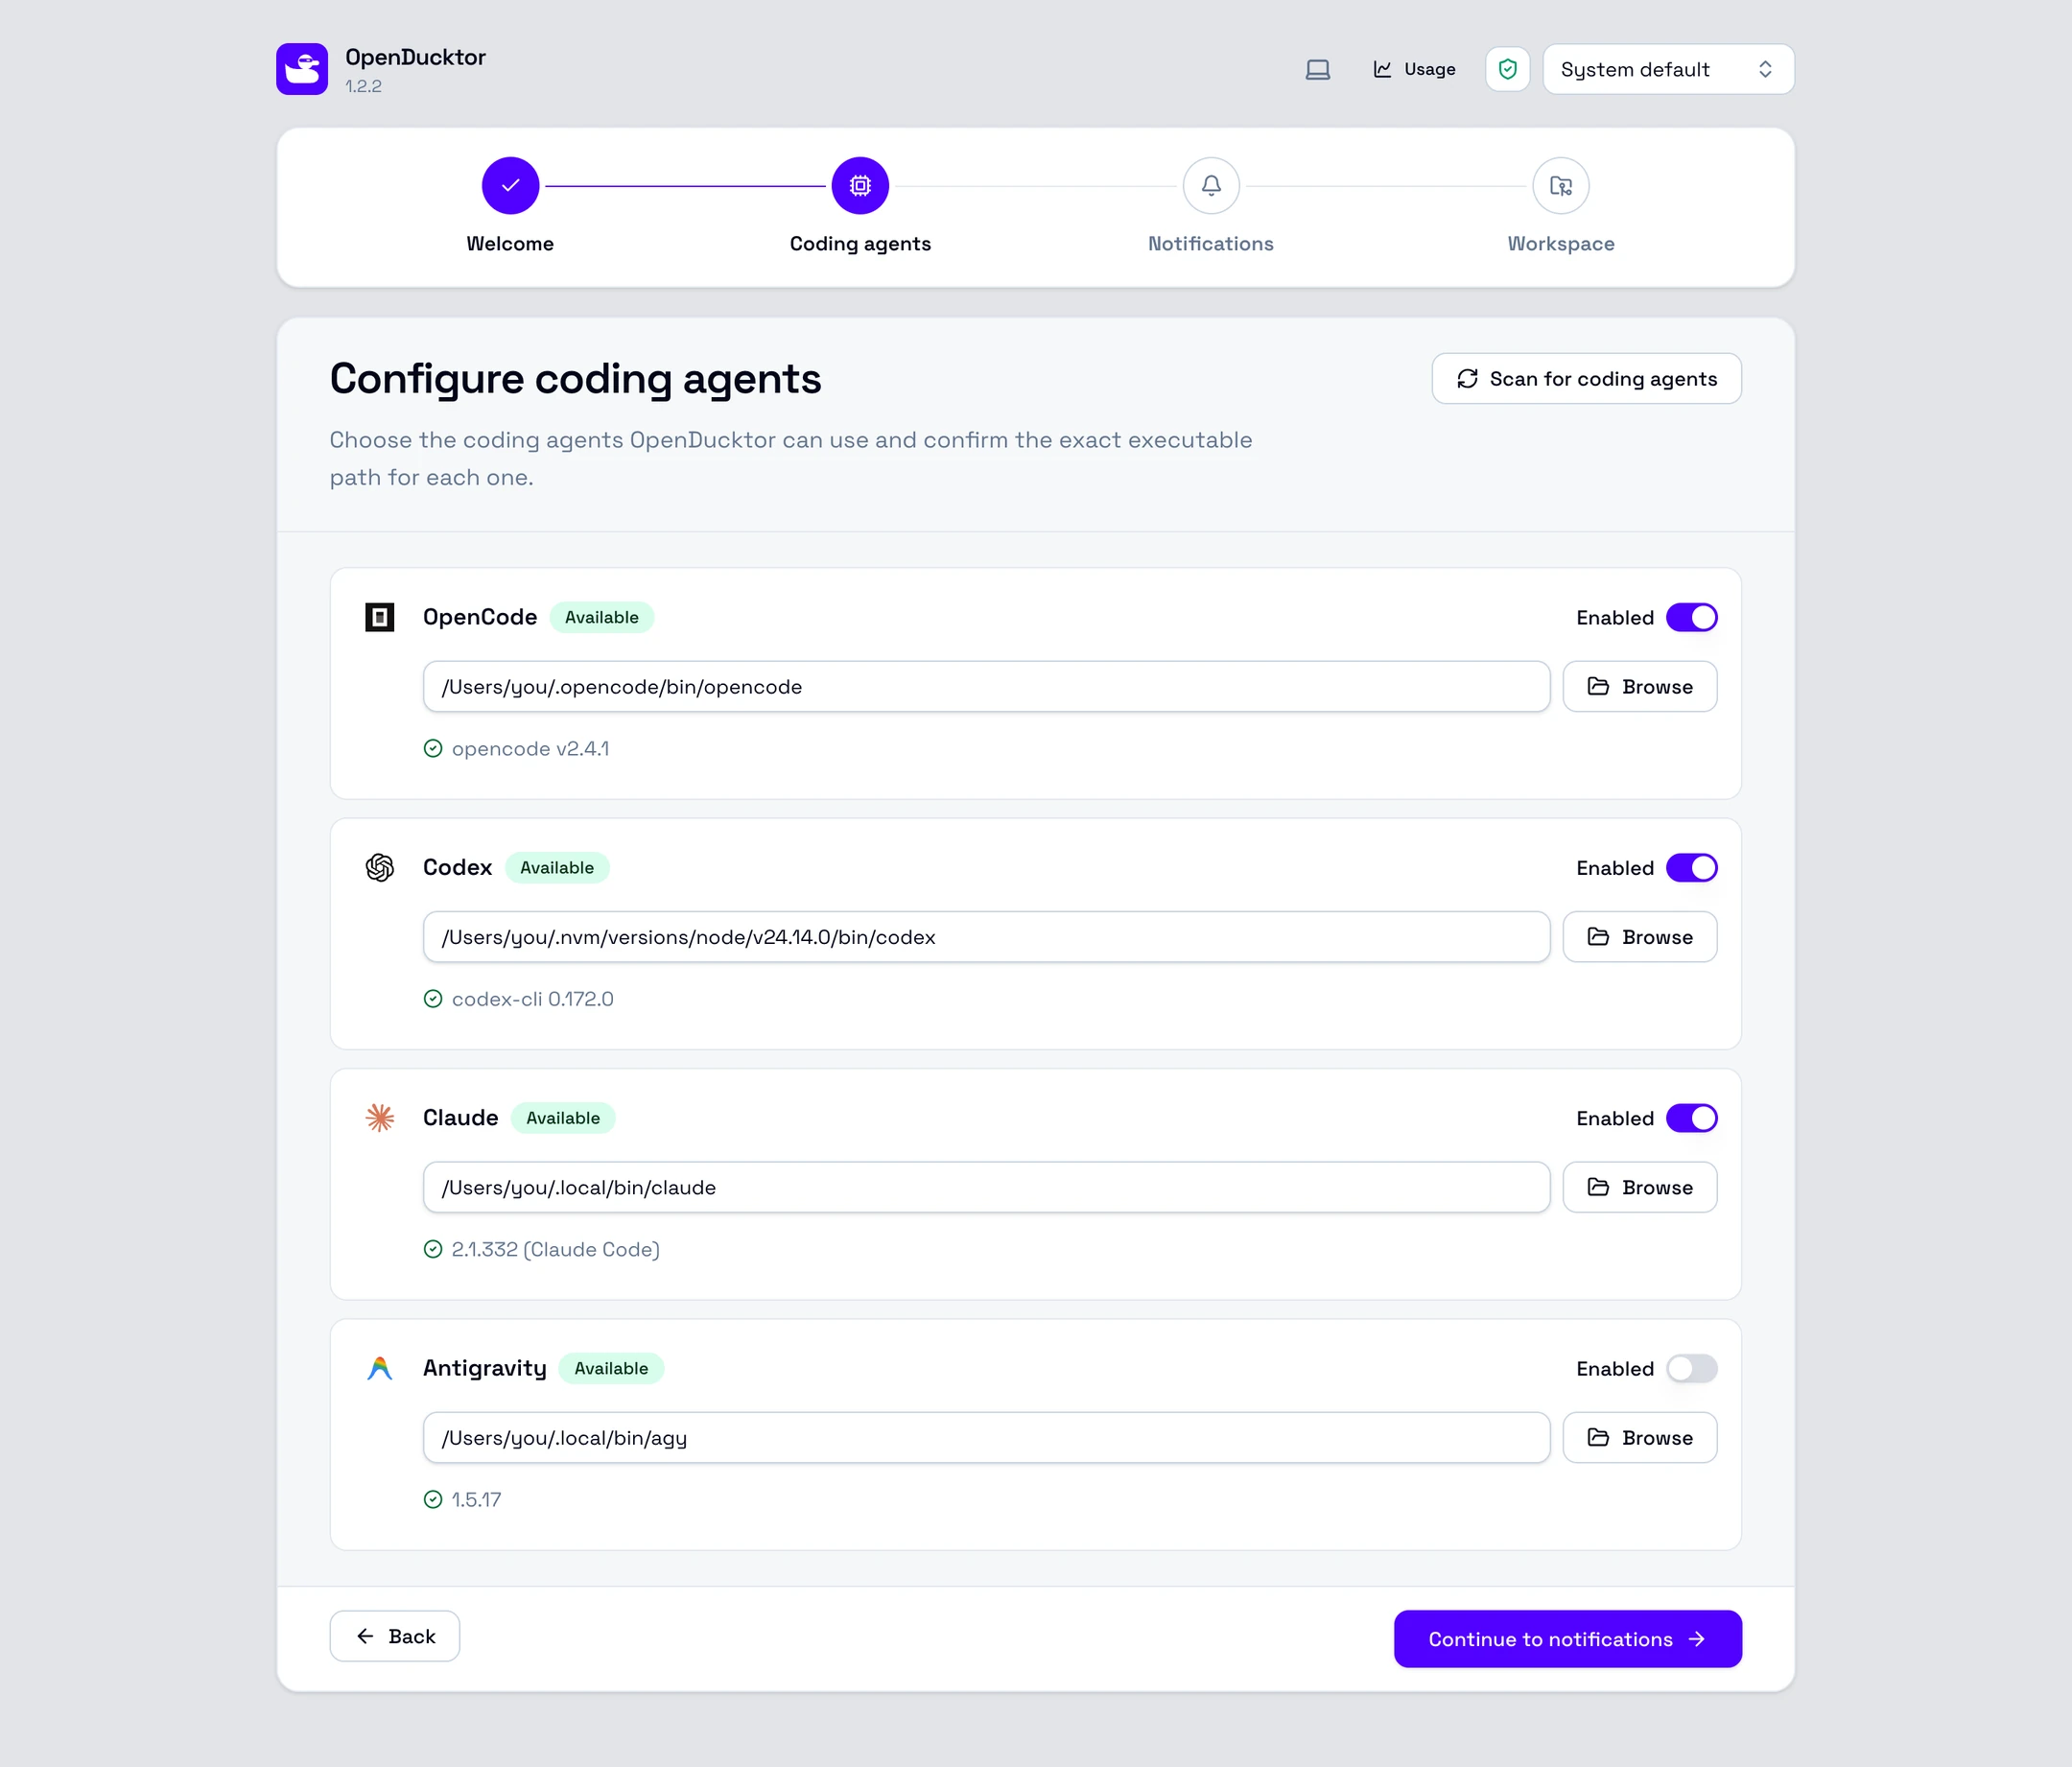 OpenDucktor
1.2.2
Usage
System default
Welcome
Coding agents
Notifications
Workspace
Configure coding agents
Scan for coding agents
Choose the coding agents OpenDucktor can use and confirm the exact executable
path for each one.
OpenCode Available Enabled
/Users/you/.opencode/bin/opencode Browse
opencode v2.4.1
Codex Available Enabled
/Users/you/.nvm/versions/node/v24.14.0/bin/codex Browse
codex-cli 0.172.0
Claude Available Enabled
/Users/you/.local/bin/claude Browse
2.1.332 (Claude Code)
Antigravity Available Enabled
/Users/you/.local/bin/agy Browse
1.5.17
Back
Continue to notifications